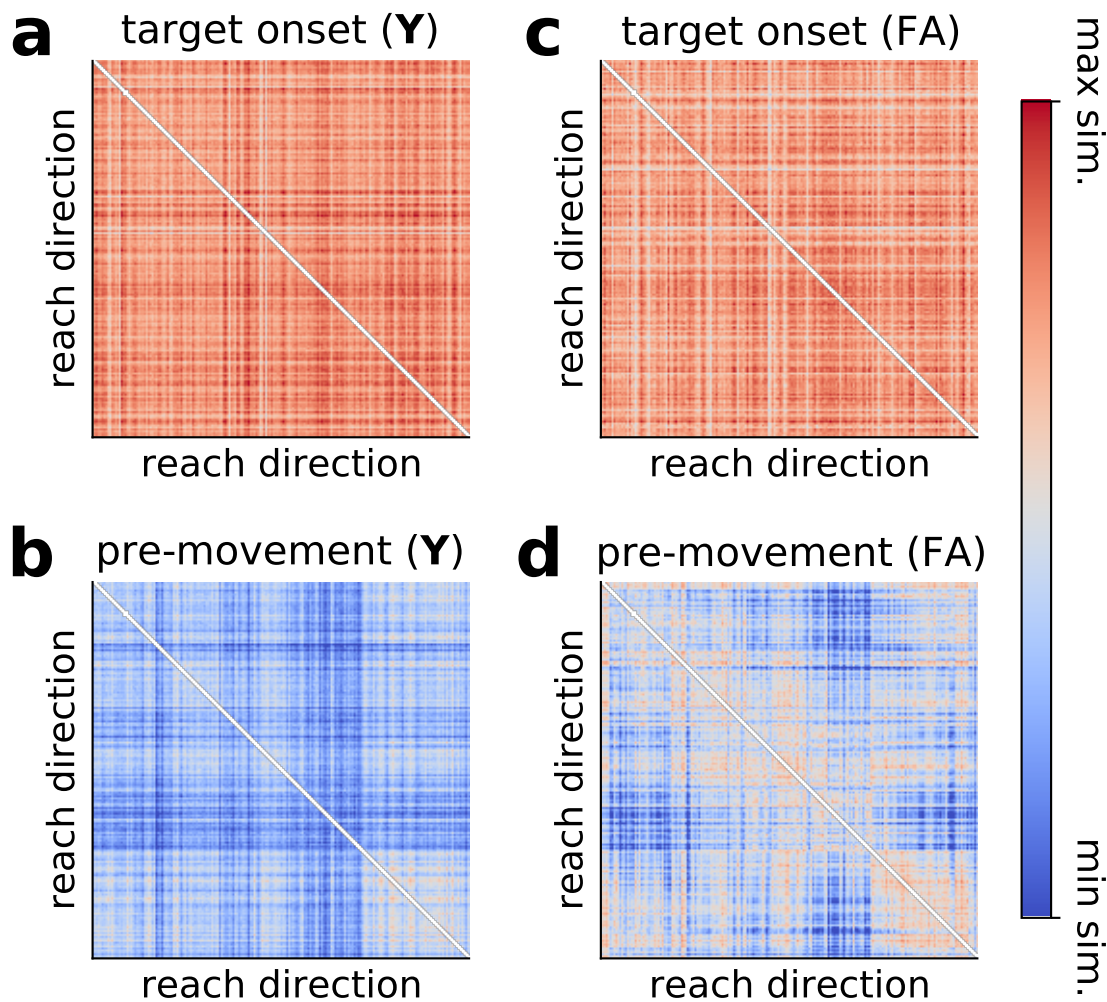 a
target onset (Y)
reach direction
reach direction
c
target onset (FA)
reach direction
reach direction
b
pre-movement (Y)
reach direction
reach direction
d
pre-movement (FA)
reach direction
reach direction
max sim.
min sim.